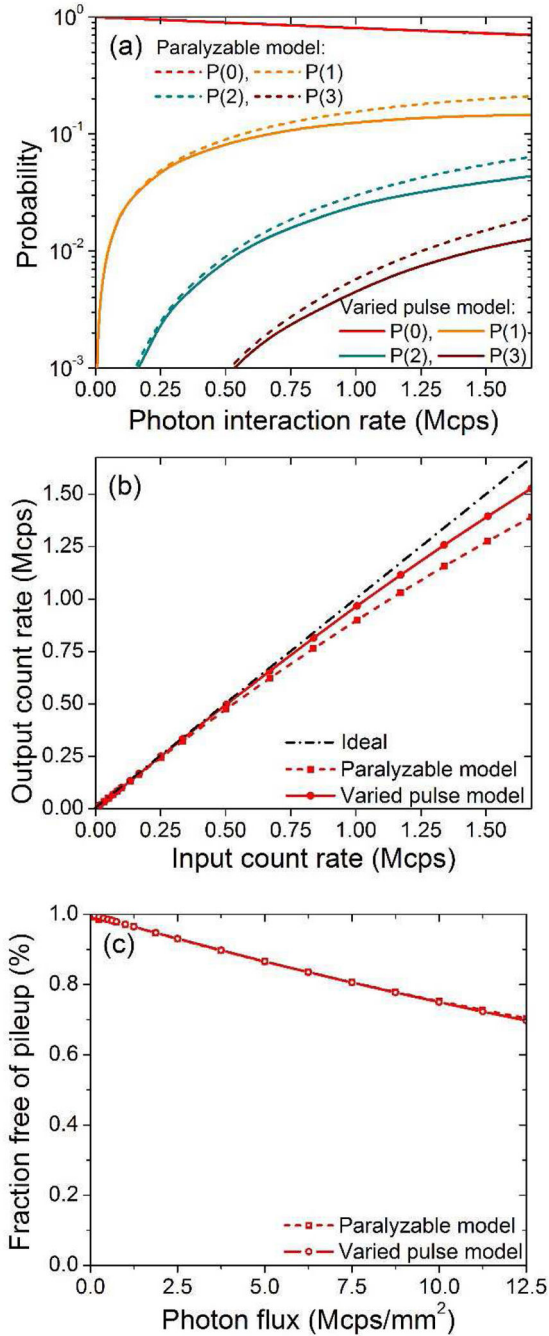 (a)
Paralyzable model:
P(0), P(1)
P(2), P(3)
Varied pulse model:
P(0), P(1)
P(2), P(3)
10⁰
10⁻¹
10⁻²
10⁻³
Probability
0.00 0.25 0.50 0.75 1.00 1.25 1.50
Photon interaction rate (Mcps)
(b)
1.50
1.25
1.00
0.75
0.50
0.25
0.00
Output count rate (Mcps)
Ideal
Paralyzable model
Varied pulse model
0.00 0.25 0.50 0.75 1.00 1.25 1.50
Input count rate (Mcps)
(c)
1.0
0.8
0.6
0.4
0.2
0.0
Fraction free of pileup (%)
Paralyzable model
Varied pulse model
0.0 2.5 5.0 7.5 10.0 12.5
Photon flux (Mcps/mm²)